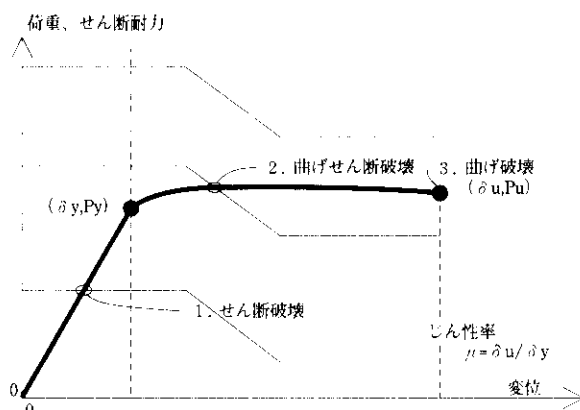 荷重、せん断耐力
2. 曲げせん断破壊
3. 曲げ破壊
(δu,Pu)
(δy,Py)
1. せん断破壊
じん性率
μ=δu/δy
0
変位
0